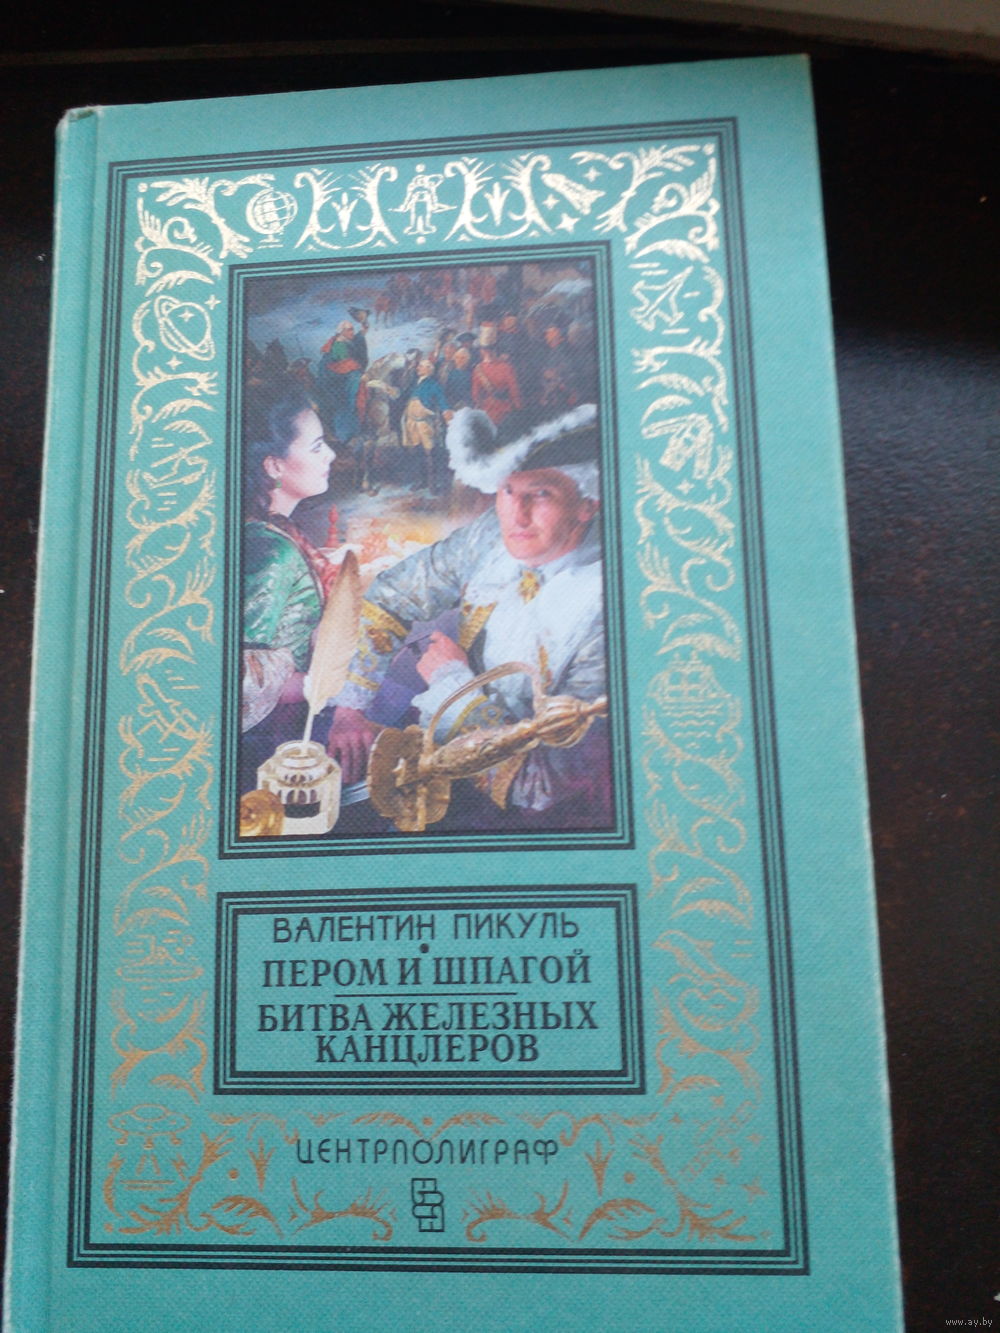 ВАЛЕНТИН ПИКУЛЬ
ПЕРОМ И ШПАГОЙ
БИТВА ЖЕЛЕЗНЫХ
КАНЦЛЕРОВ
ЦЕНТРПОЛИГРАФ
www.ay.by